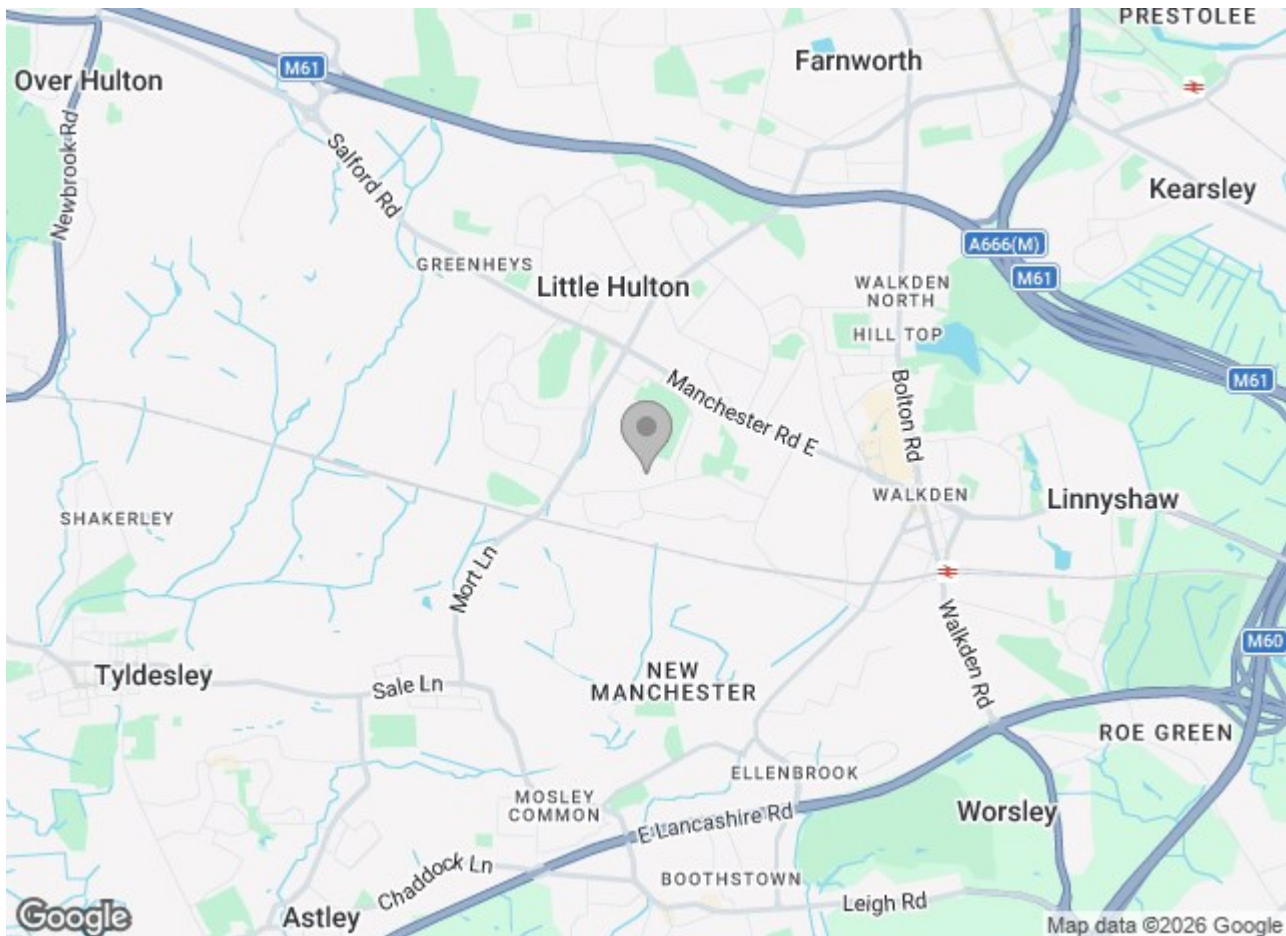 PRESTOLEE
Farnworth
M61
Over Hulton
Newbrook Rd
Salford Rd
Kearsley
A666(M)
GREENHEYS
M61
Little Hulton
WALKDEN
NORTH
HILL TOP
M61
Manchester Rd E
Bolton Rd
WALKDEN
Linnyshaw
SHAKERLEY
Mort Ln
Walkden Rd
M60
Tyldesley
Sale Ln
NEW
MANCHESTER
ROE GREEN
ELLENBROOK
MOSLEY
COMMON
Worsley
E Lancashire Rd
Chaddock Ln
BOOTHSTOWN
Leigh Rd
Astley
Google
Map data ©2026 Google